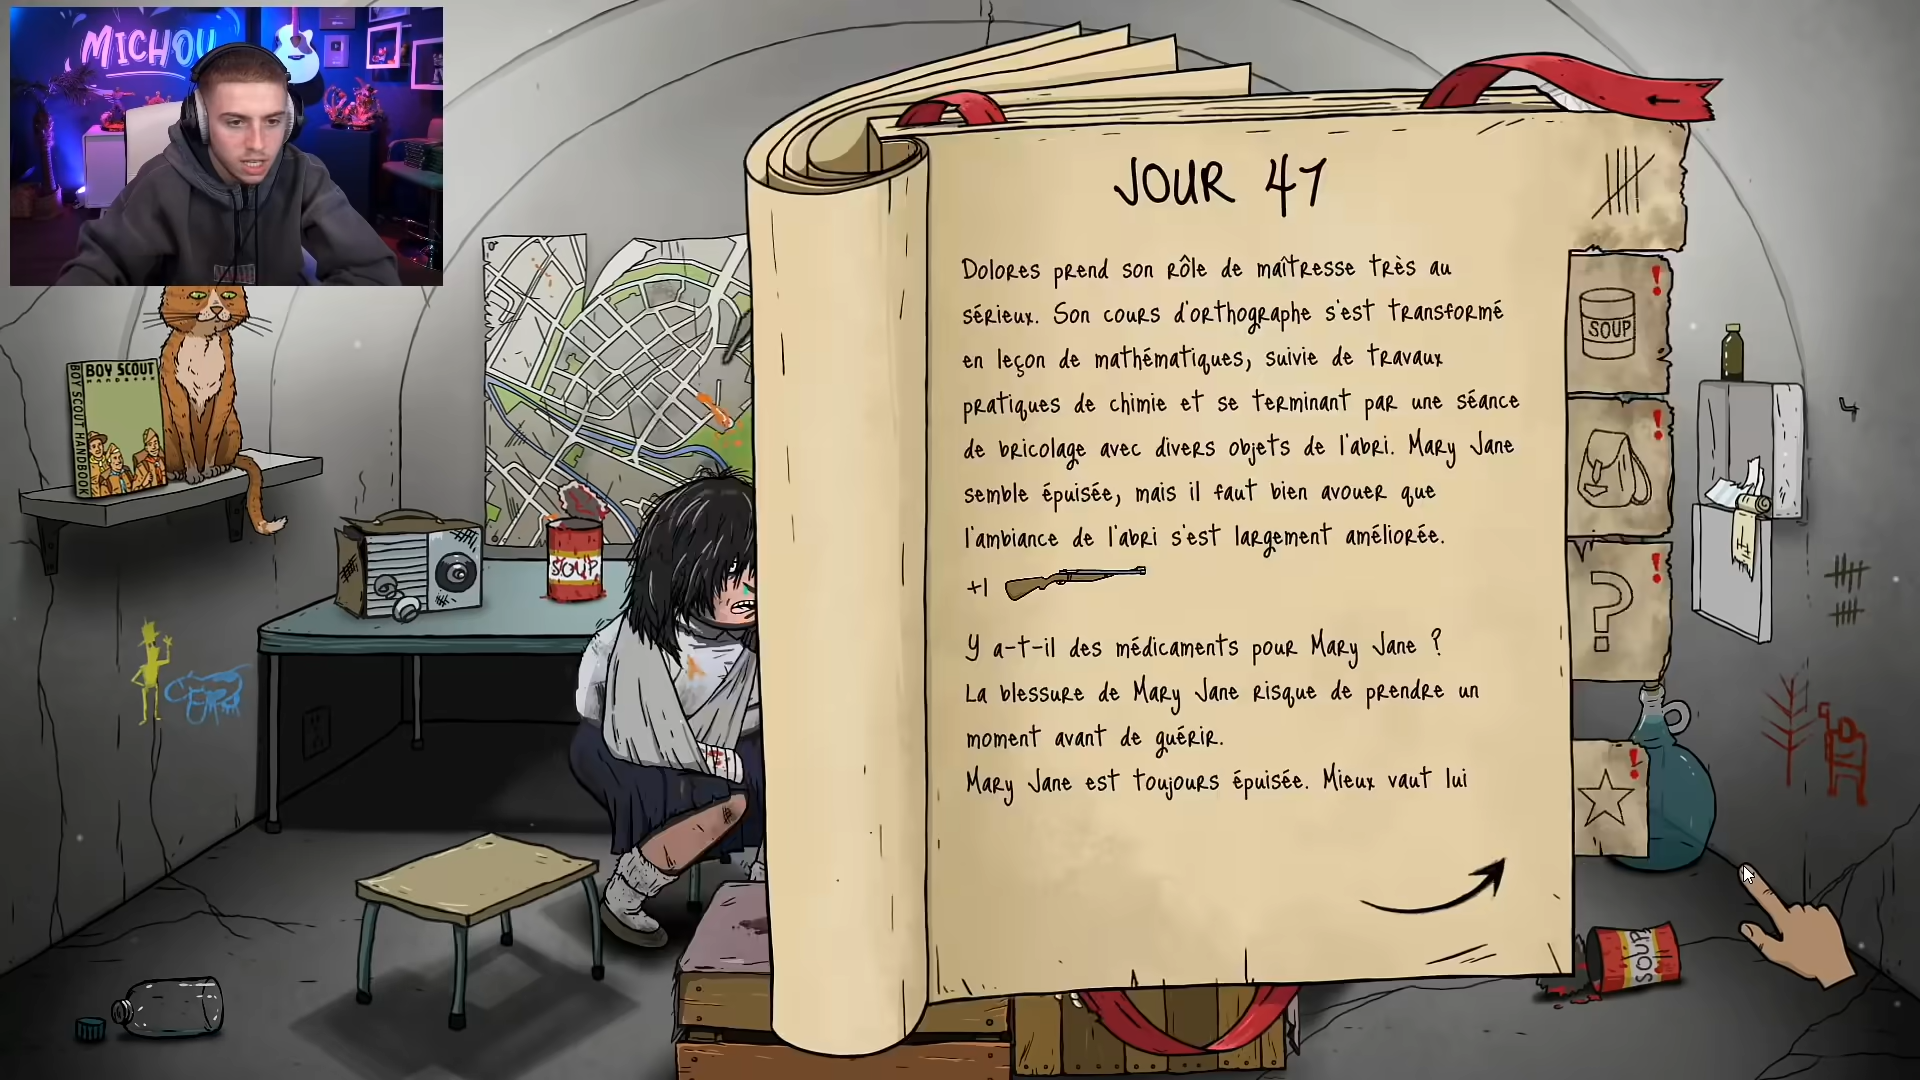 MICHOU
JOUR 41
Dolores prend son rôle de maîtresse très au
sérieux. Son cours d'orthographe s'est transformé
en leçon de mathématiques, suivie de travaux
pratiques de chimie et se terminant par une séance
de bricolage avec divers objets de l'abri. Mary Jane
semble épuisée, mais il faut bien avouer que
l'ambiance de l'abri s'est largement améliorée.
+1
Y a-t-il des médicaments pour Mary Jane ?
La blessure de Mary Jane risque de prendre un
moment avant de guérir.
Mary Jane est toujours épuisée. Mieux vaut lui
SOUP
!
!
?
!
!
BOY SCOUT
HANDBOOK
BOY SCOUT HANDBOOK
SOUP
SOUP